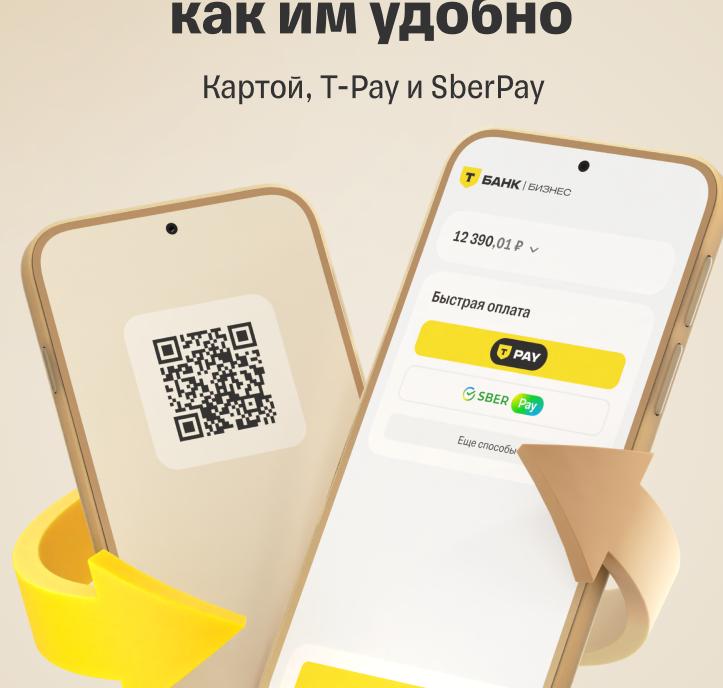 как им удобно
Картой, T-Pay и SberPay
Т БАНК | БИЗНЕС
12 390,01 ₽
Быстрая оплата
Т PAY
SBER Pay
Еще способы